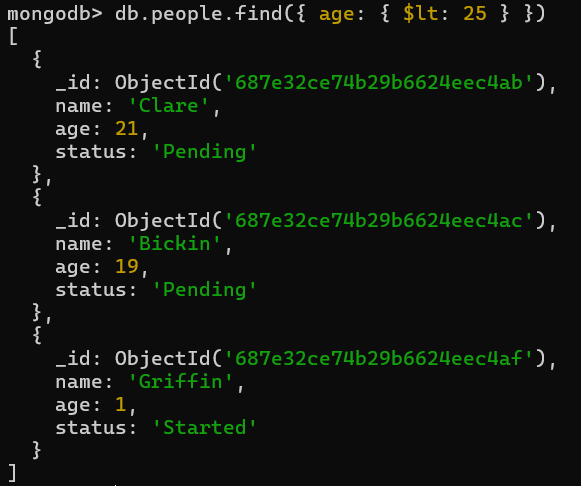 mongodb> db.people.find({ age: { $lt: 25 } })
[
  {
    _id: ObjectId('687e32ce74b29b6624eec4ab'),
    name: 'Clare',
    age: 21,
    status: 'Pending'
  },
  {
    _id: ObjectId('687e32ce74b29b6624eec4ac'),
    name: 'Bickin',
    age: 19,
    status: 'Pending'
  },
  {
    _id: ObjectId('687e32ce74b29b6624eec4af'),
    name: 'Griffin',
    age: 1,
    status: 'Started'
  }
]